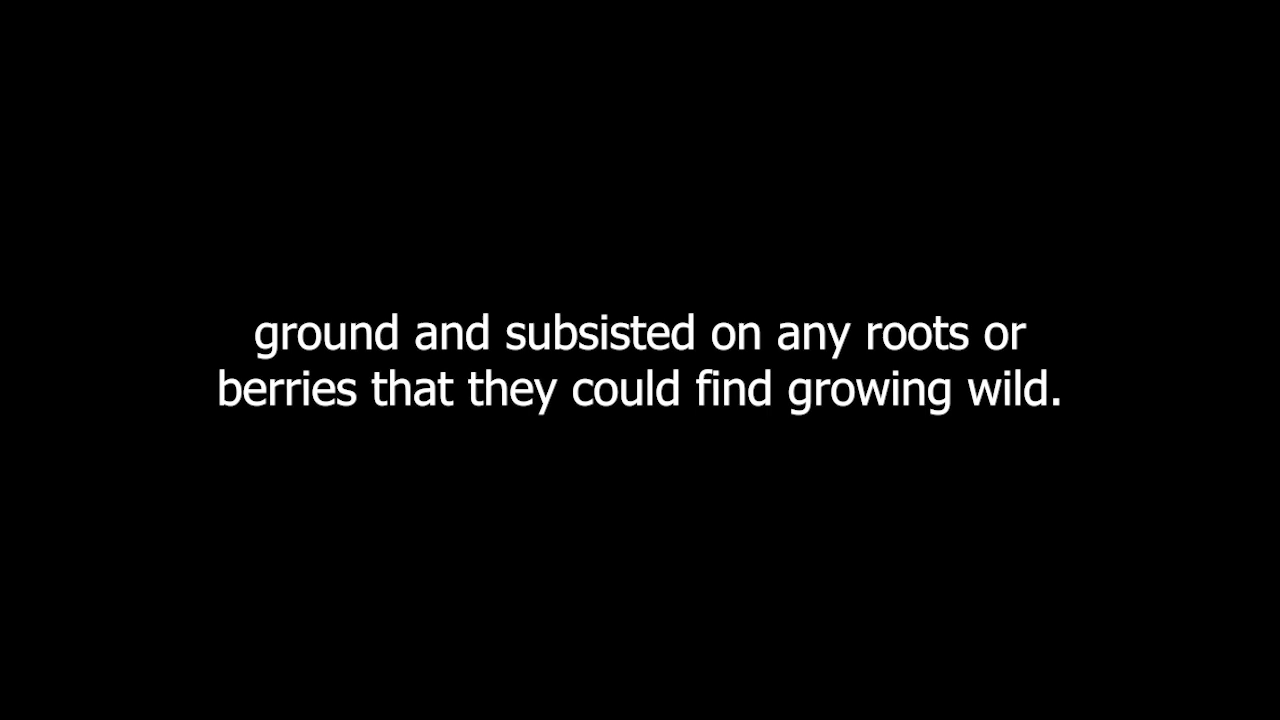 ground and subsisted on any roots or
berries that they could find growing wild.